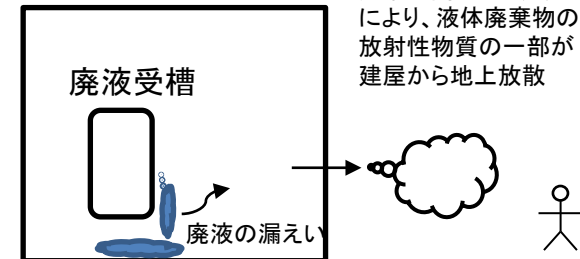 により、液体廃棄物の
放射性物質の一部が
建屋から地上放散
廃液受槽
廃液の漏えい